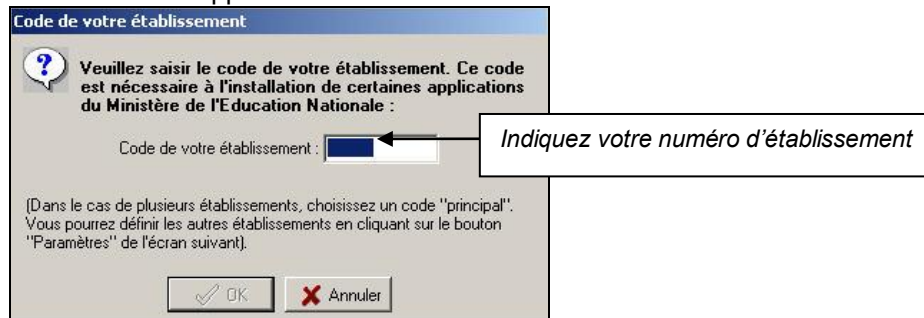 Code de votre établissement
Veuillez saisir le code de votre établissement. Ce code
est nécessaire à l'installation de certaines applications
du Ministère de l'Education Nationale :
Code de votre établissement :
Indiquez votre numéro d'établissement
(Dans le cas de plusieurs établissements, choisissez un code "principal".
Vous pourrez définir les autres établissements en cliquant sur le bouton
"Paramètres" de l'écran suivant).
OK
Annuler